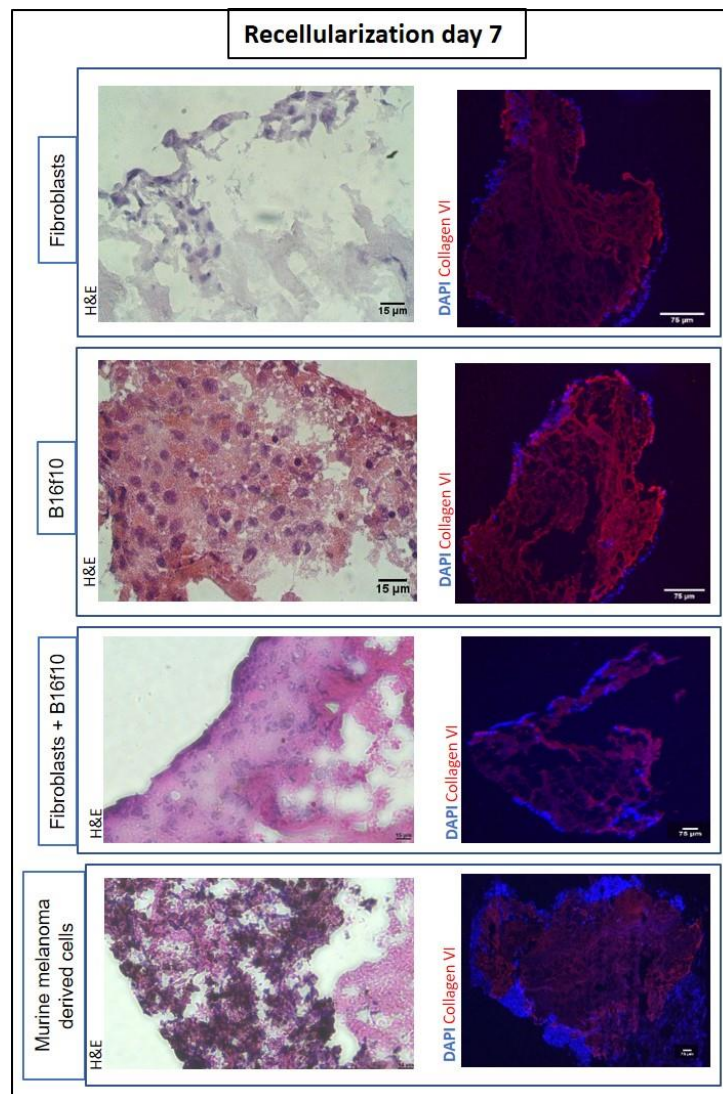 Recellularization day 7
Fibroblasts
H&E
15 µm
DAPI Collagen VI
75 µm
B16f10
H&E
15 µm
DAPI Collagen VI
75 µm
Fibroblasts + B16f10
H&E
DAPI Collagen VI
75 µm
Murine melanoma
derived cells
H&E
DAPI Collagen VI